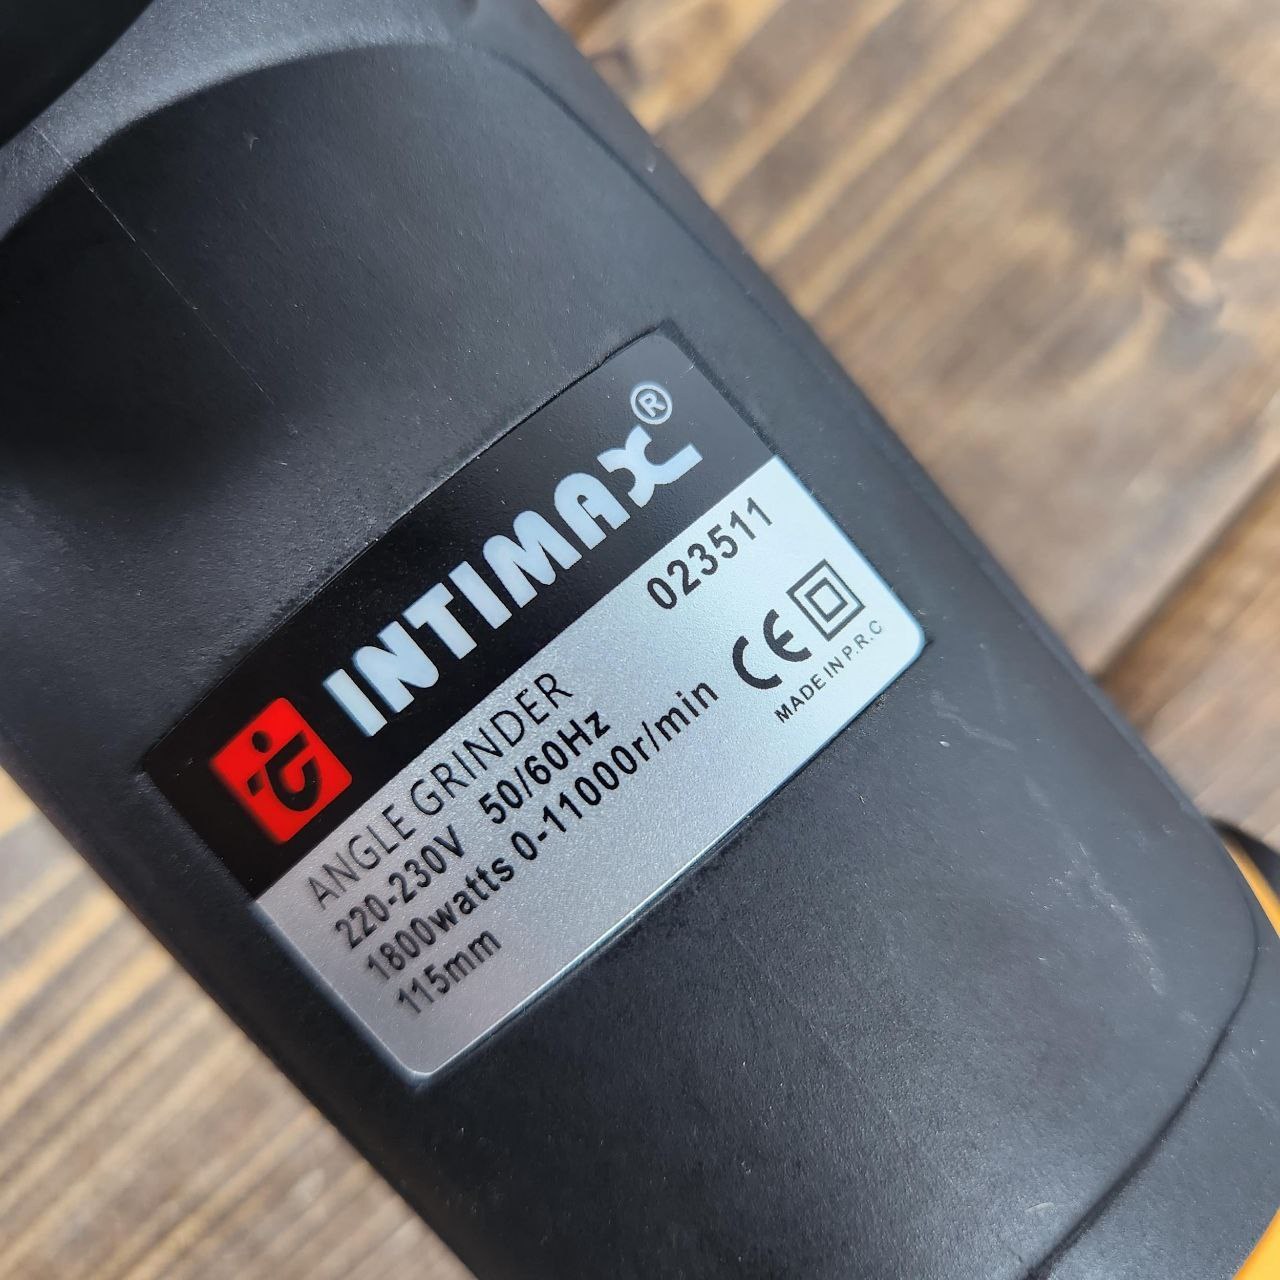 INTIMAX®
023511
ANGLE GRINDER
220-230V 50/60Hz
1800watts 0-11000r/min
115mm
CE
MADE IN P.R.C